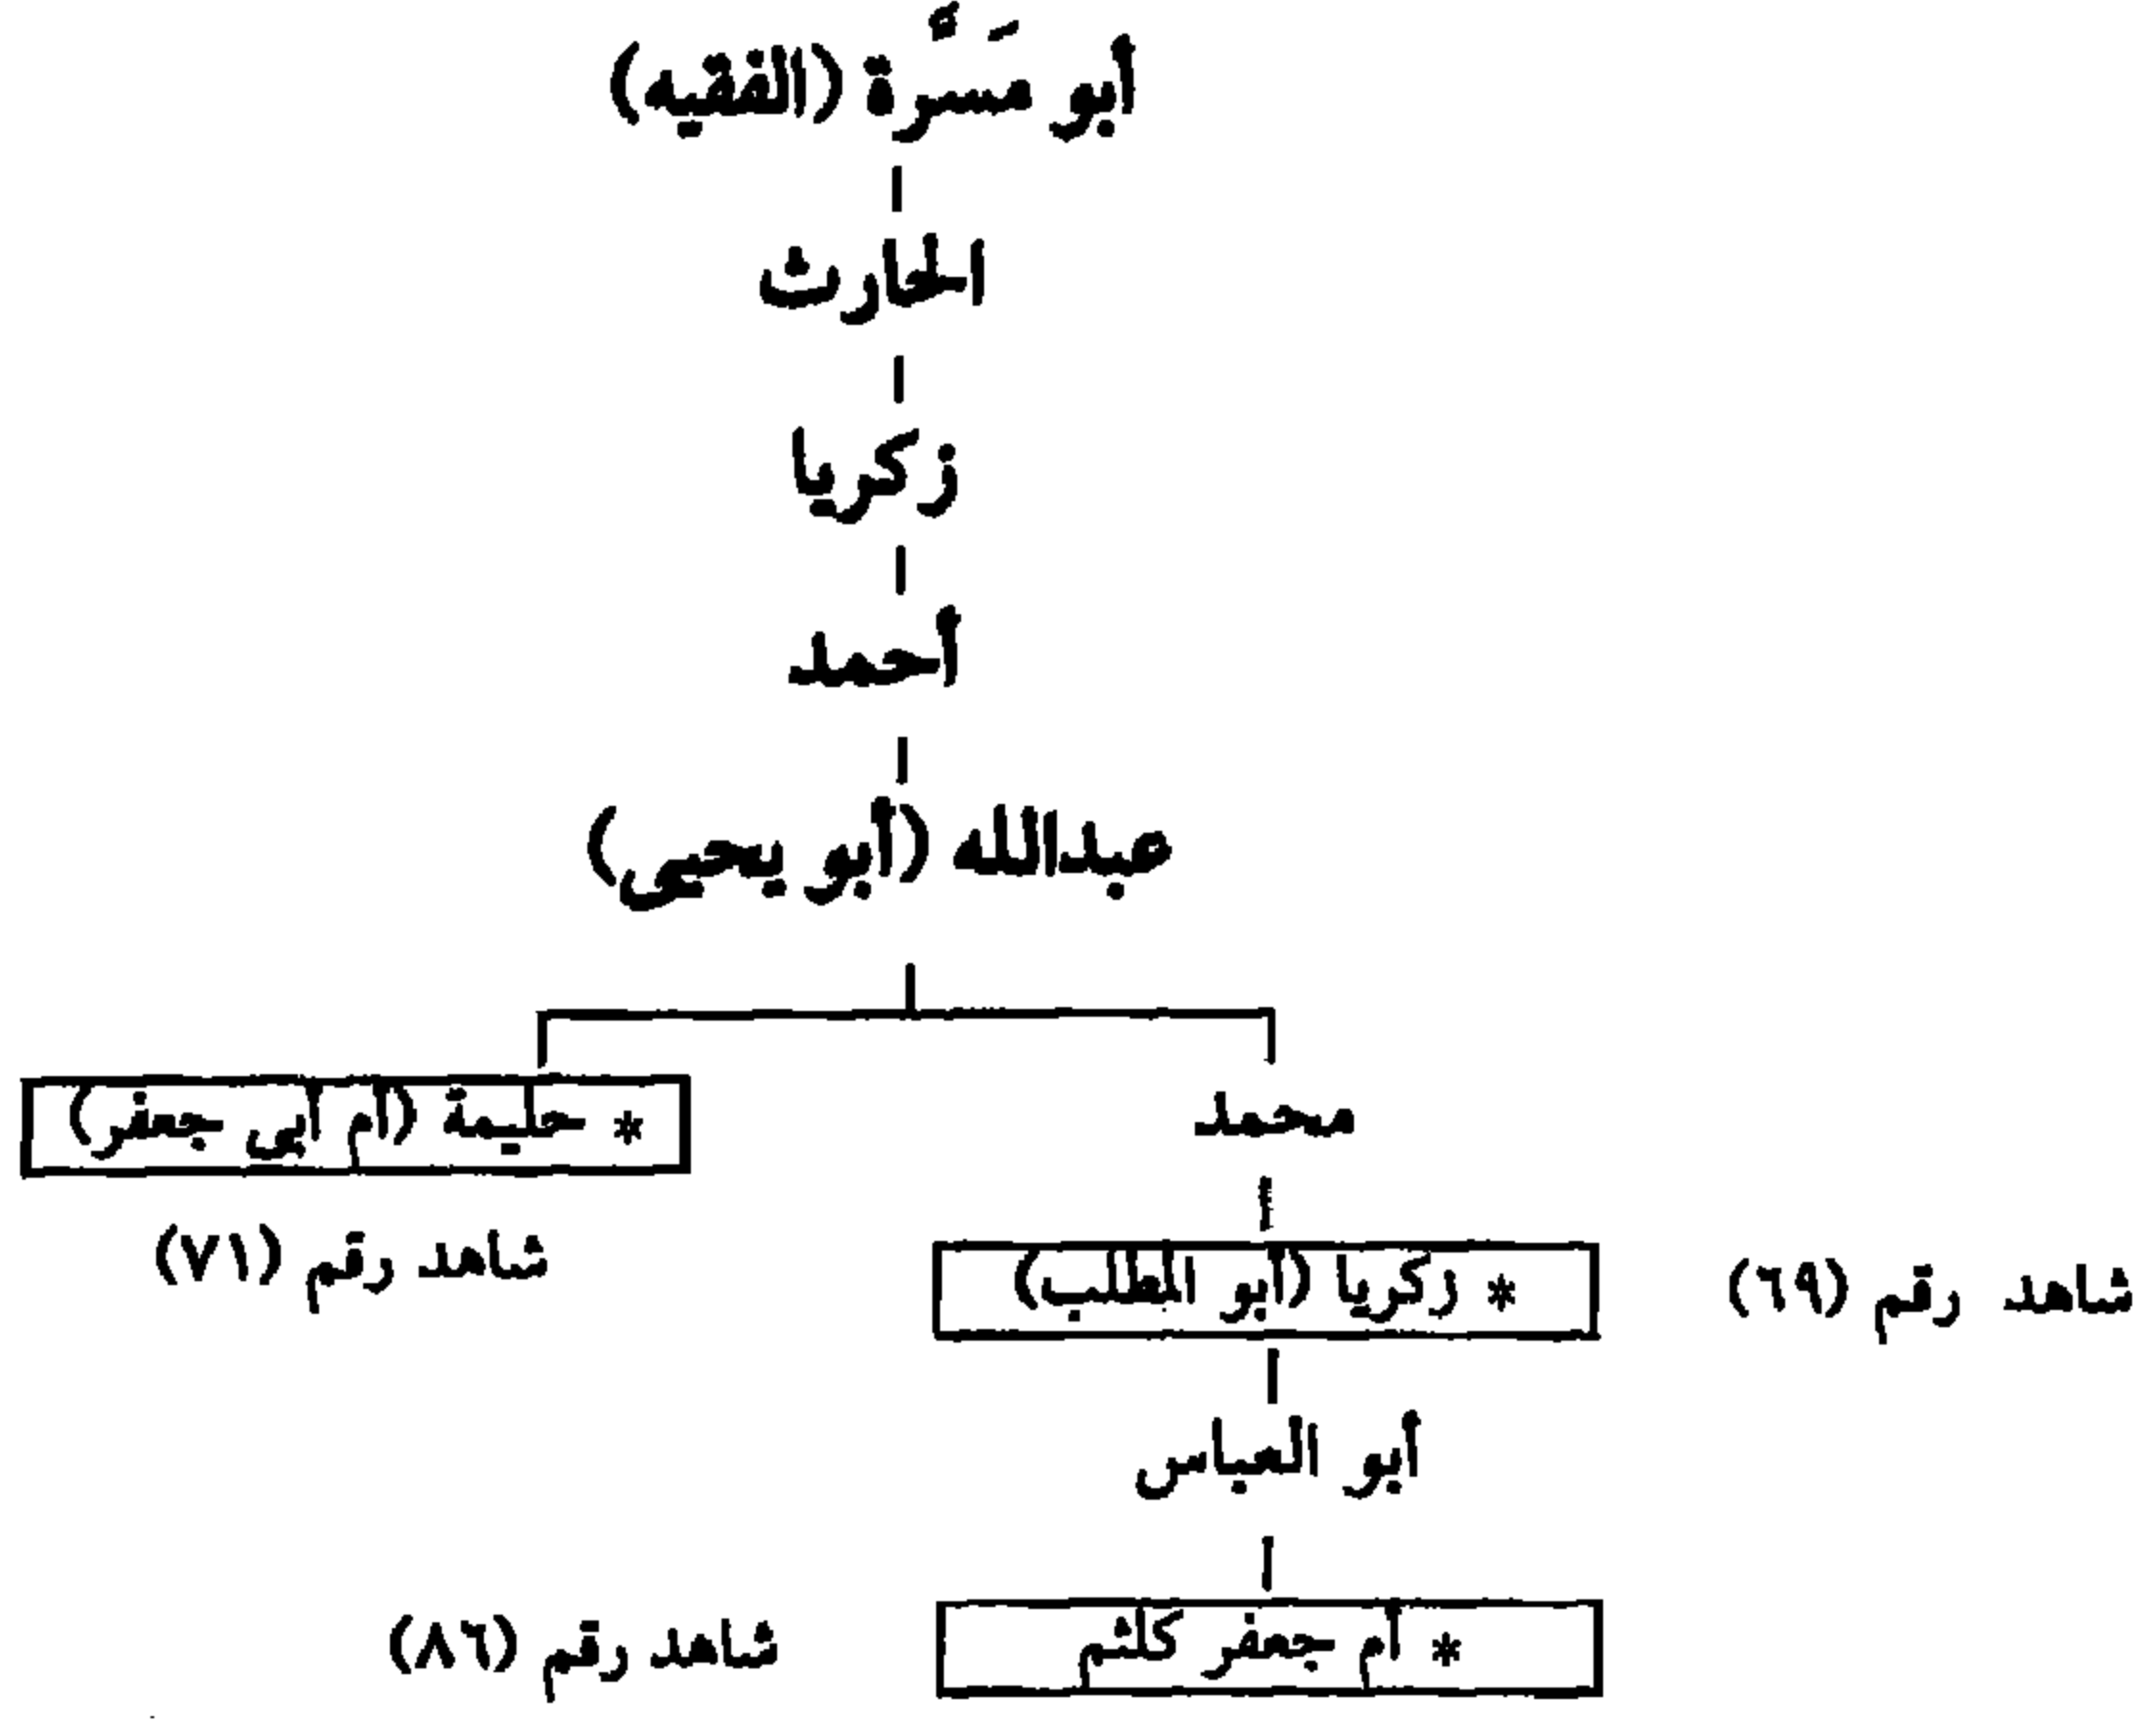 أبو مَسَرَّة (الفقيه)
الحارث
زكريا
أحمد
عبدالله (أبو يحيى)
محمد
* حليمة (أم أبي جعفر)
شاهد رقم (٧١)
* زكريا (أبو المطلب)
شاهد رقم (٦٩)
أبو العباس
* أم جعفر كلثم
شاهد رقم (٨٦)